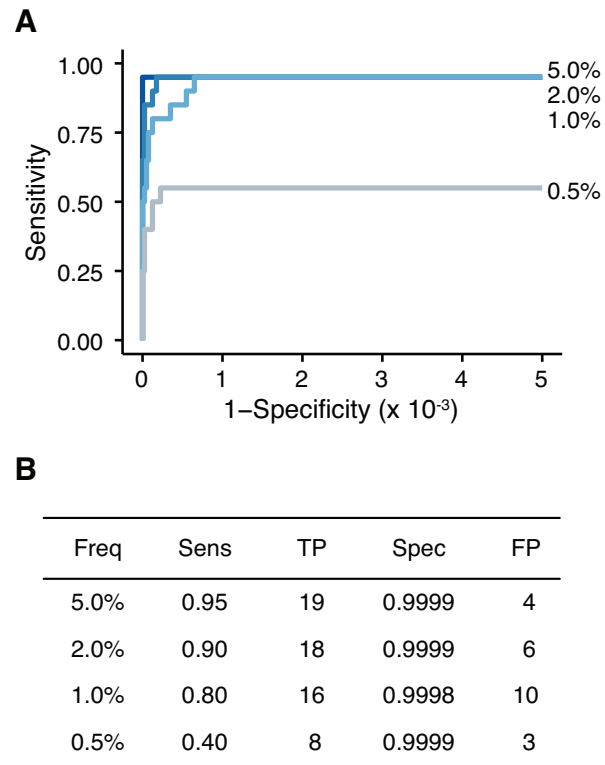 A
1.00
0.75
0.50
0.25
0.00
Sensitivity
5.0%
2.0%
1.0%
0.5%
0 1 2 3 4 5
1–Specificity (x 10-3)
B
Freq Sens TP Spec FP
5.0% 0.95 19 0.9999 4
2.0% 0.90 18 0.9999 6
1.0% 0.80 16 0.9998 10
0.5% 0.40 8 0.9999 3